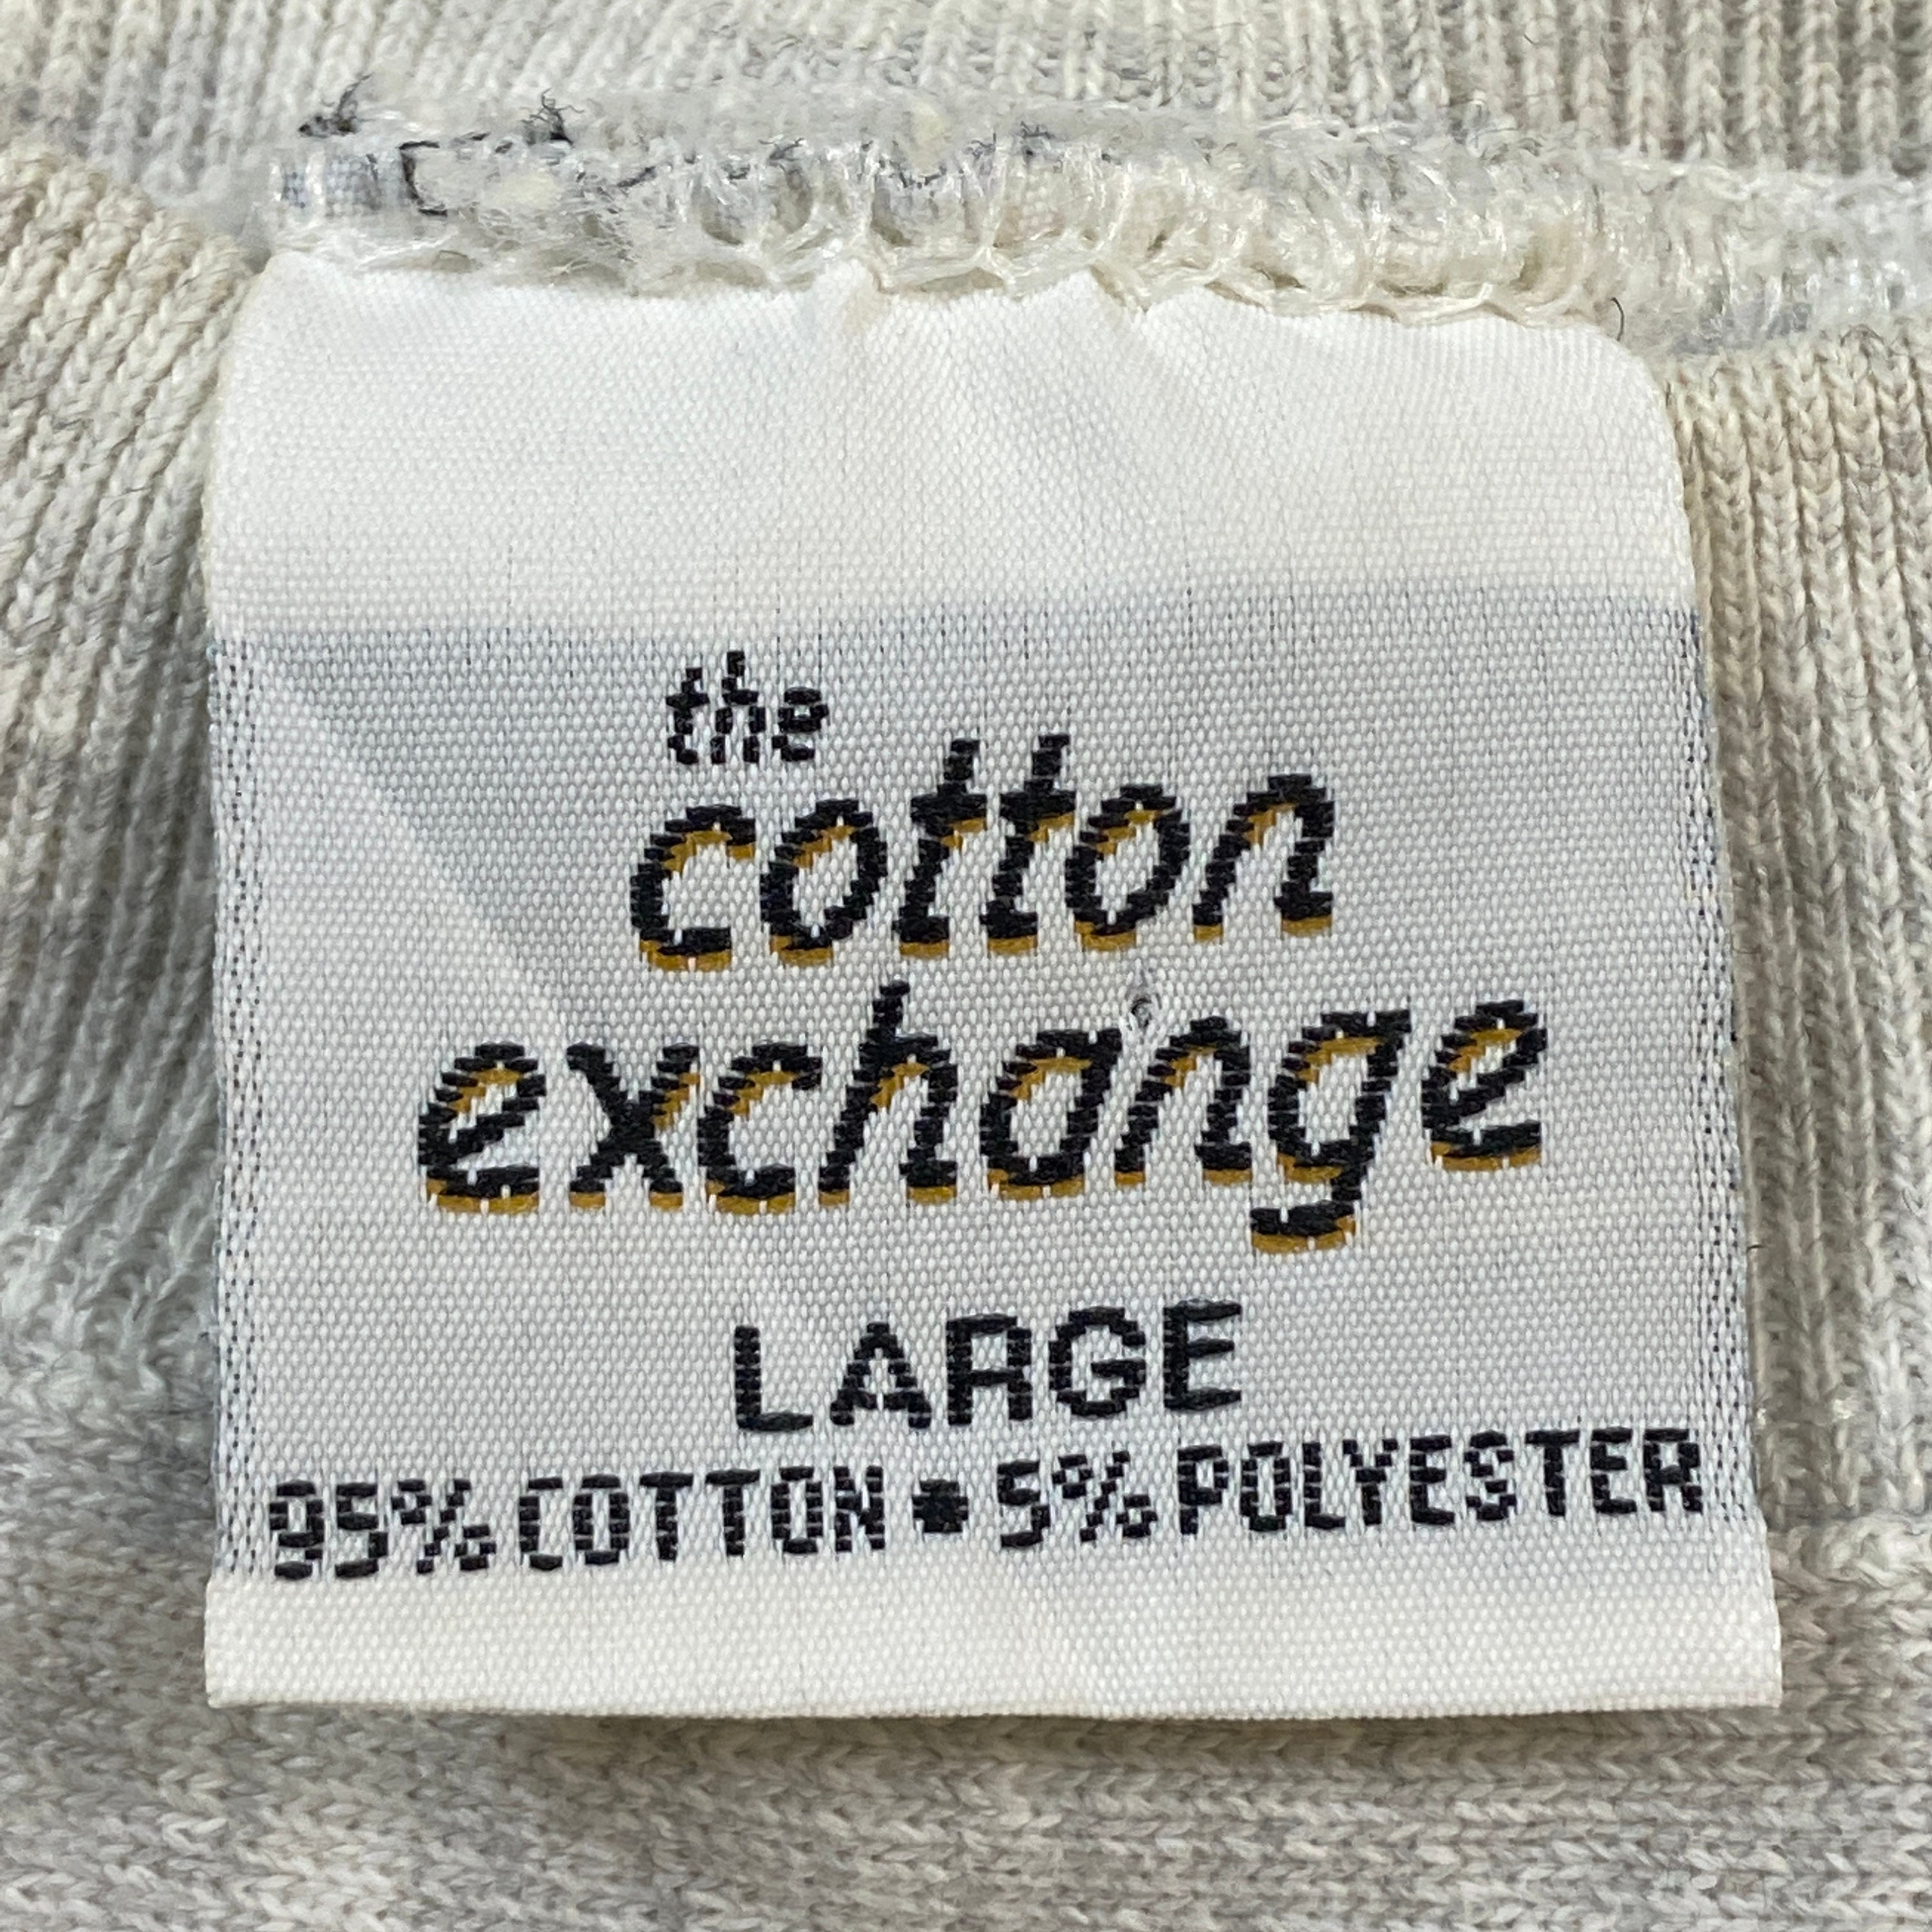 the
cotton
exchange
LARGE
95% COTTON • 5% POLYESTER